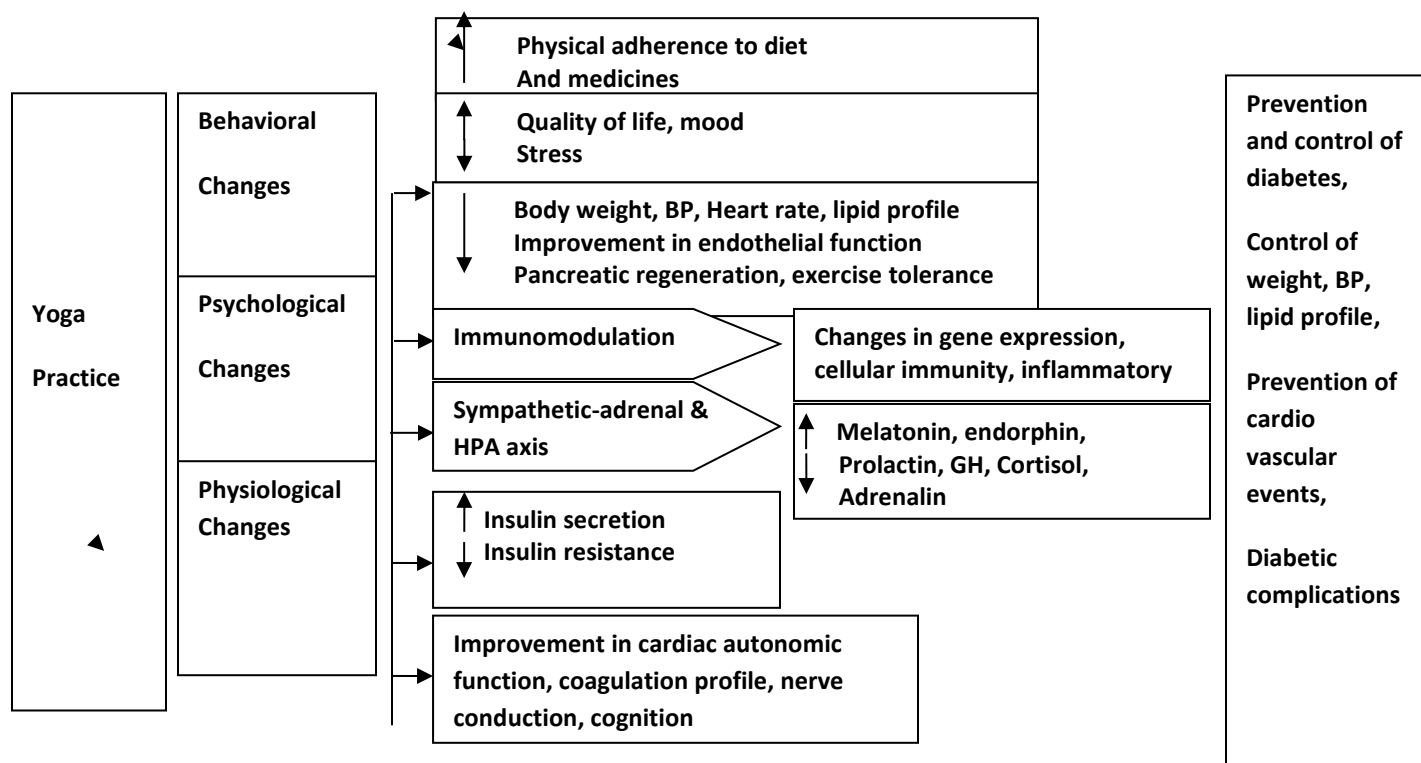 Yoga
Practice
Behavioral
Changes
Psychological
Changes
Physiological
Changes
Physical adherence to diet
And medicines
Quality of life, mood
Stress
Body weight, BP, Heart rate, lipid profile
Improvement in endothelial function
Pancreatic regeneration, exercise tolerance
Immunomodulation
Changes in gene expression,
cellular immunity, inflammatory
Sympathetic-adrenal &
HPA axis
Melatonin, endorphin,
Prolactin, GH, Cortisol,
Adrenalin
Insulin secretion
Insulin resistance
Improvement in cardiac autonomic
function, coagulation profile, nerve
conduction, cognition
Prevention
and control of
diabetes,
Control of
weight, BP,
lipid profile,
Prevention of
cardio
vascular
events,
Diabetic
complications